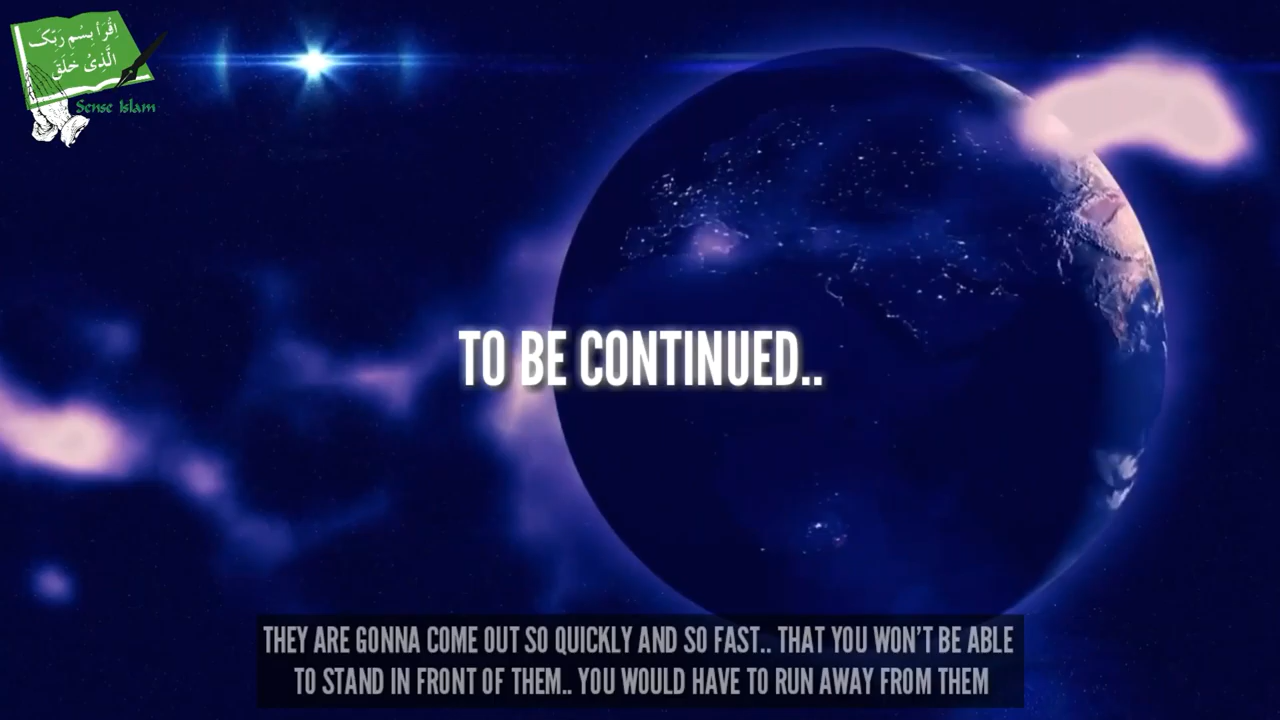 اِقْرَأْ بِسْمِ رَبِّكَ
الَّذِىْ خَلَقَ
Sense Islam
TO BE CONTINUED..
THEY ARE GONNA COME OUT SO QUICKLY AND SO FAST.. THAT YOU WON'T BE ABLE
TO STAND IN FRONT OF THEM.. YOU WOULD HAVE TO RUN AWAY FROM THEM